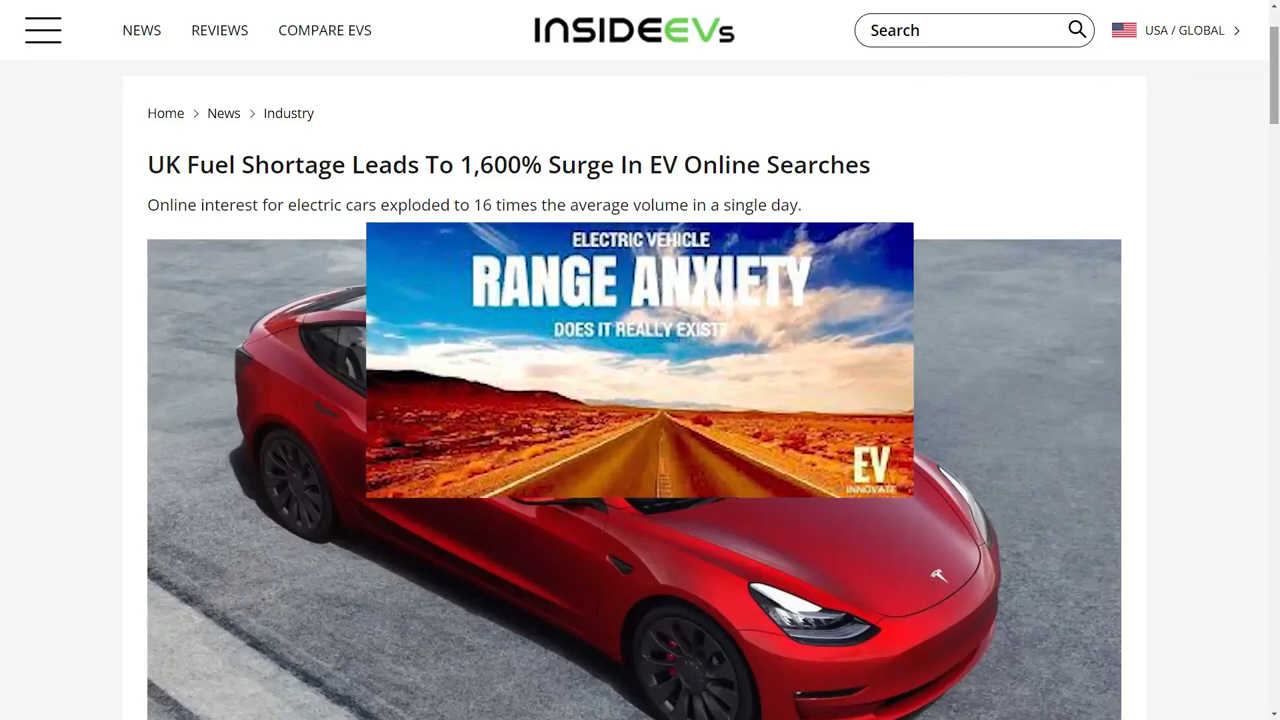 NEWS
REVIEWS
COMPARE EVS
INSIDEEVs
Search
USA / GLOBAL
Home > News > Industry
UK Fuel Shortage Leads To 1,600% Surge In EV Online Searches
Online interest for electric cars exploded to 16 times the average volume in a single day.
ELECTRIC VEHICLE
RANGE ANXIETY
DOES IT REALLY EXIST?
EV
INNOVATE